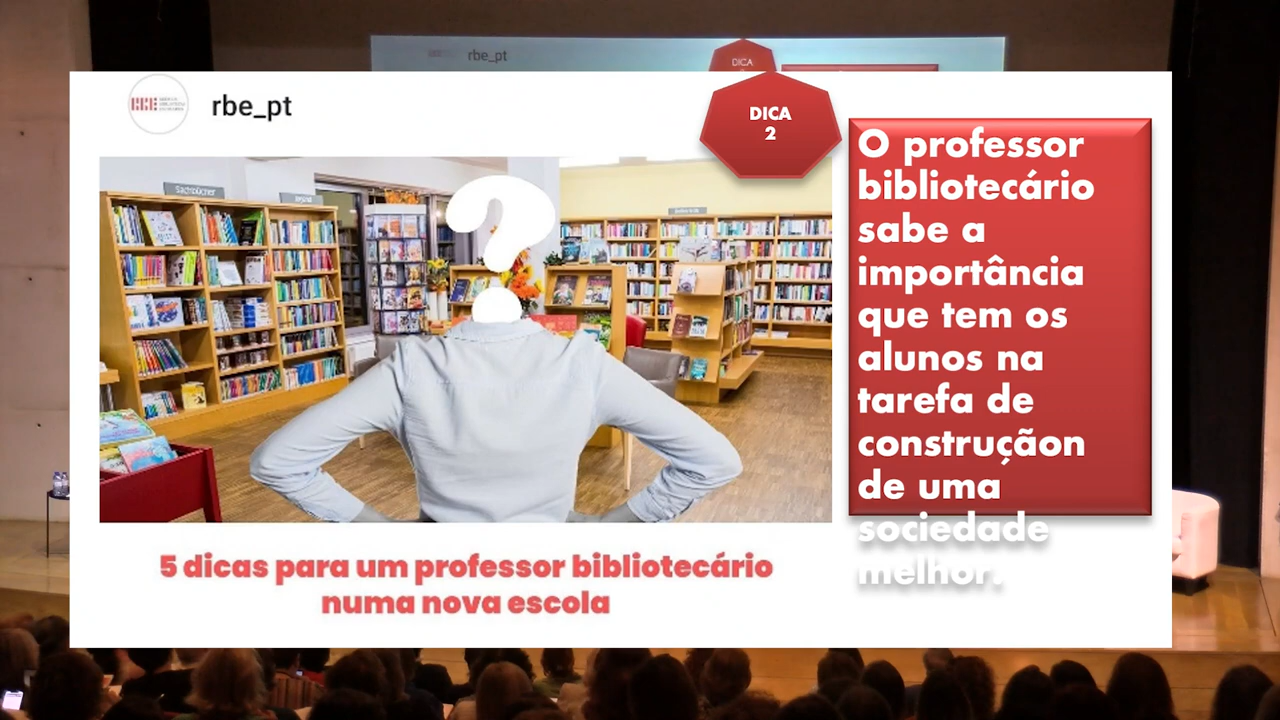 rbe_pt
DICA
rbe_pt
DICA
2
O professor
bibliotecário
sabe a
importância
que tem os
alunos na
tarefa de
construçãon
de uma
sociedade
melhor.
Sachbücher
?
5 dicas para um professor bibliotecário
numa nova escola